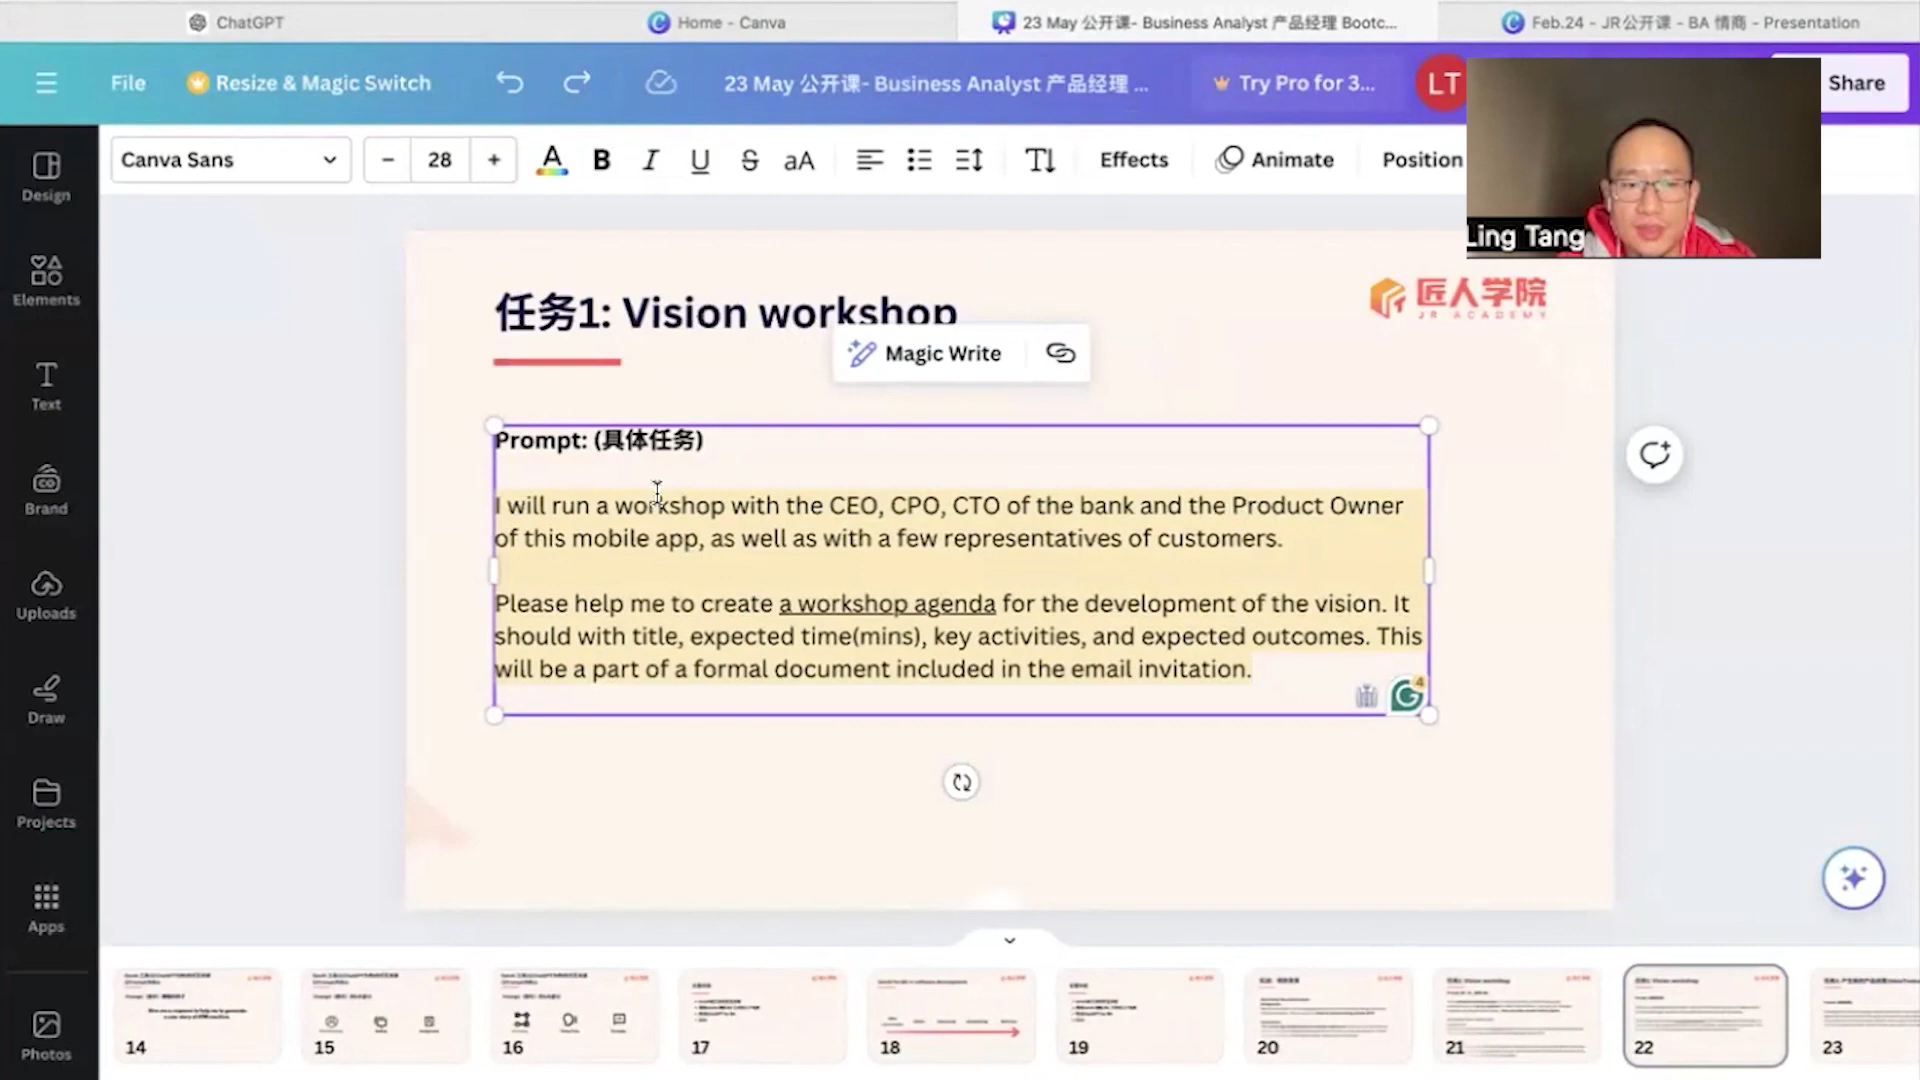 ChatGPT
Home - Canva
23 May 公开课- Business Analyst 产品经理 Bootc...
Feb.24 - JR公开课 - BA 情商 - Presentation
File
Resize & Magic Switch
23 May 公开课- Business Analyst 产品经理 ...
Try Pro for 3...
LT
Share
Canva Sans
28
aA
Effects
Animate
Position
Ling Tang
Design
Elements
Text
Brand
Uploads
Draw
Projects
Apps
Photos
任务1: Vision workshop
匠人学院
JR ACADEMY
Magic Write
Prompt: (具体任务)
I will run a workshop with the CEO, CPO, CTO of the bank and the Product Owner
of this mobile app, as well as with a few representatives of customers.
Please help me to create a workshop agenda for the development of the vision. It
should with title, expected time(mins), key activities, and expected outcomes. This
will be a part of a formal document included in the email invitation.
4
14
15
16
17
18
19
20
21
22
23